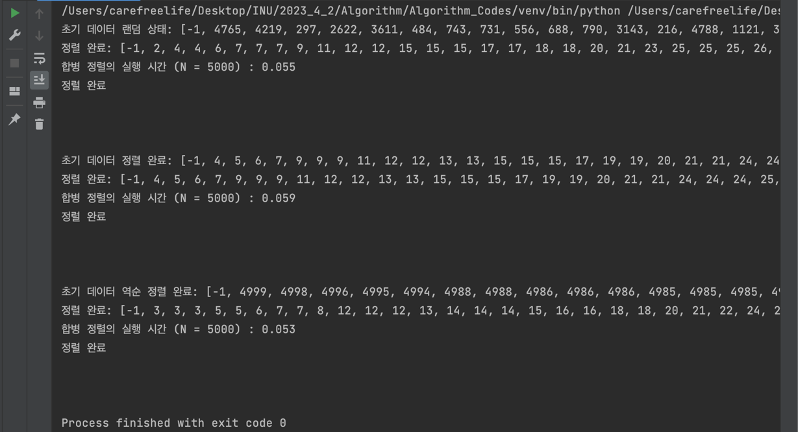 /Users/carefreelife/Desktop/INU/2023_4_2/Algorithm/Algorithm_Codes/venv/bin/python /Users/carefreelife/Des
초기 데이터 랜덤 상태: [-1, 4765, 4219, 297, 2622, 3611, 484, 743, 731, 556, 688, 790, 3143, 216, 4788, 1121, 3
정렬 완료: [-1, 2, 4, 4, 6, 7, 7, 7, 9, 11, 12, 12, 15, 15, 15, 17, 17, 18, 18, 20, 21, 23, 25, 25, 25, 26,
합병 정렬의 실행 시간 (N = 5000) : 0.055
정렬 완료
초기 데이터 정렬 완료: [-1, 4, 5, 6, 7, 9, 9, 9, 11, 12, 12, 13, 13, 15, 15, 15, 17, 19, 19, 20, 21, 21, 24, 24
정렬 완료: [-1, 4, 5, 6, 7, 9, 9, 9, 11, 12, 12, 13, 13, 15, 15, 15, 17, 19, 19, 20, 21, 21, 24, 24, 24, 25,
합병 정렬의 실행 시간 (N = 5000) : 0.059
정렬 완료
초기 데이터 역순 정렬 완료: [-1, 4999, 4998, 4996, 4995, 4994, 4988, 4988, 4986, 4986, 4986, 4985, 4985, 4985, 49
정렬 완료: [-1, 3, 3, 3, 5, 5, 6, 7, 7, 8, 12, 12, 12, 13, 14, 14, 14, 15, 16, 16, 18, 18, 20, 21, 22, 24, 2
합병 정렬의 실행 시간 (N = 5000) : 0.053
정렬 완료
Process finished with exit code 0